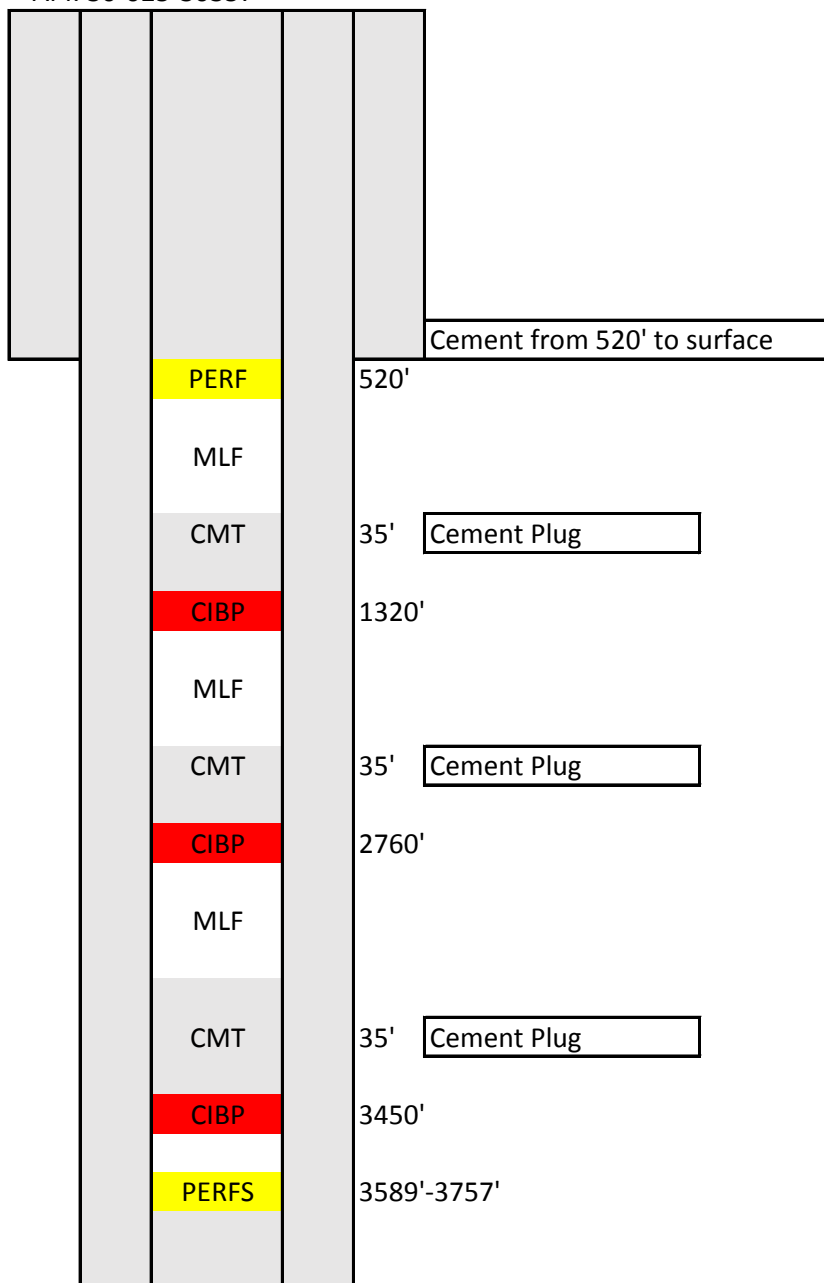 Cement from 520' to surface
PERF 520'
MLF
CMT 35' Cement Plug
CIBP 1320'
MLF
CMT 35' Cement Plug
CIBP 2760'
MLF
CMT 35' Cement Plug
CIBP 3450'
PERFS 3589'-3757'